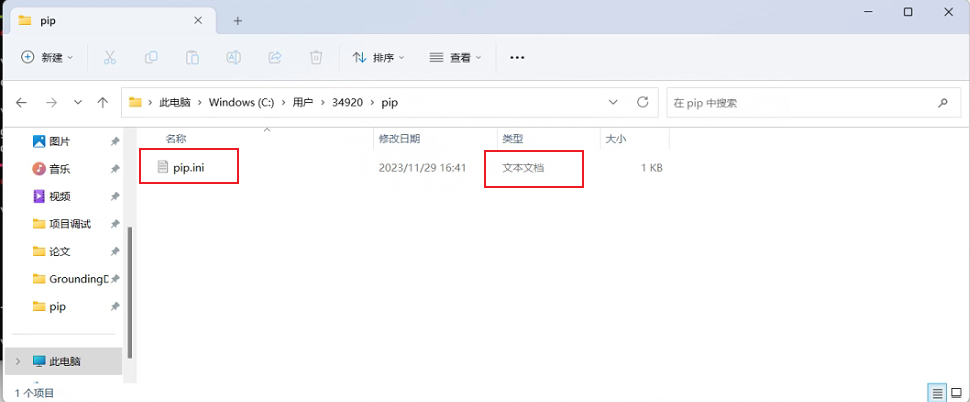 pip
新建
排序
查看
此电脑 > Windows (C:) > 用户 > 34920 > pip
在 pip 中搜索
名称 修改日期 类型 大小
图片
pip.ini 2023/11/29 16:41 文本文档 1 KB
音乐
视频
项目调试
论文
GroundingD
pip
此电脑
1 个项目